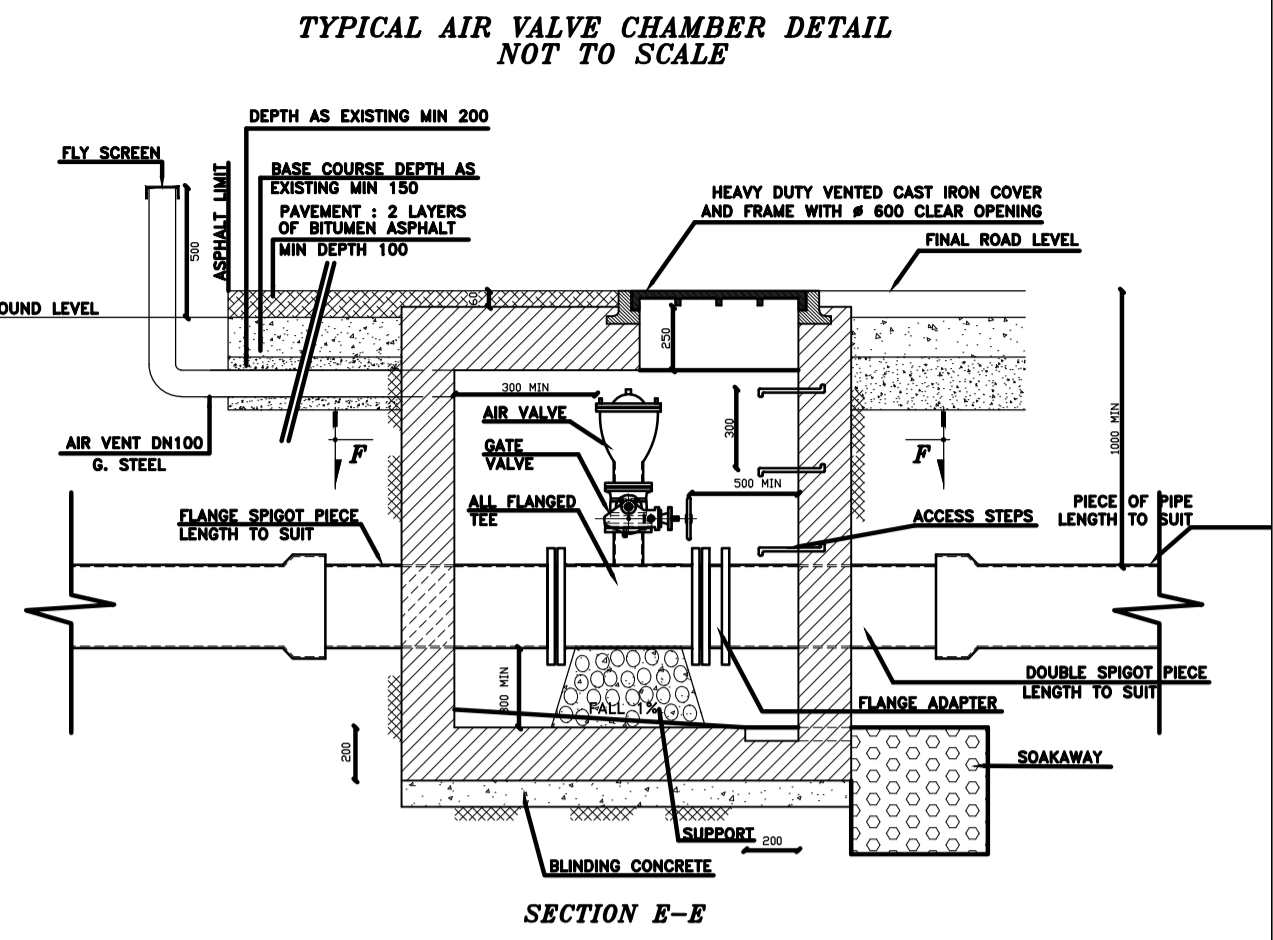 TYPICAL AIR VALVE CHAMBER DETAIL
NOT TO SCALE
DEPTH AS EXISTING MIN 200
FLY SCREEN
ASPHALT LIMIT
BASE COURSE DEPTH AS
EXISTING MIN 150
PAVEMENT : 2 LAYERS
OF BITUMEN ASPHALT
MIN DEPTH 100
HEAVY DUTY VENTED CAST IRON COVER
AND FRAME WITH ø 600 CLEAR OPENING
FINAL ROAD LEVEL
500
60
OUND LEVEL
250
300 MIN
AIR VALVE
300
1000 MIN
AIR VENT DN100
G. STEEL
F
F
GATE
VALVE
500 MIN
ALL FLANGED
TEE
FLANGE SPIGOT PIECE
LENGTH TO SUIT
ACCESS STEPS
PIECE OF PIPE
LENGTH TO SUIT
DOUBLE SPIGOT PIECE
LENGTH TO SUIT
300 MIN
FALL 1%
FLANGE ADAPTER
200
SOAKAWAY
SUPPORT
200
BLINDING CONCRETE
SECTION E-E